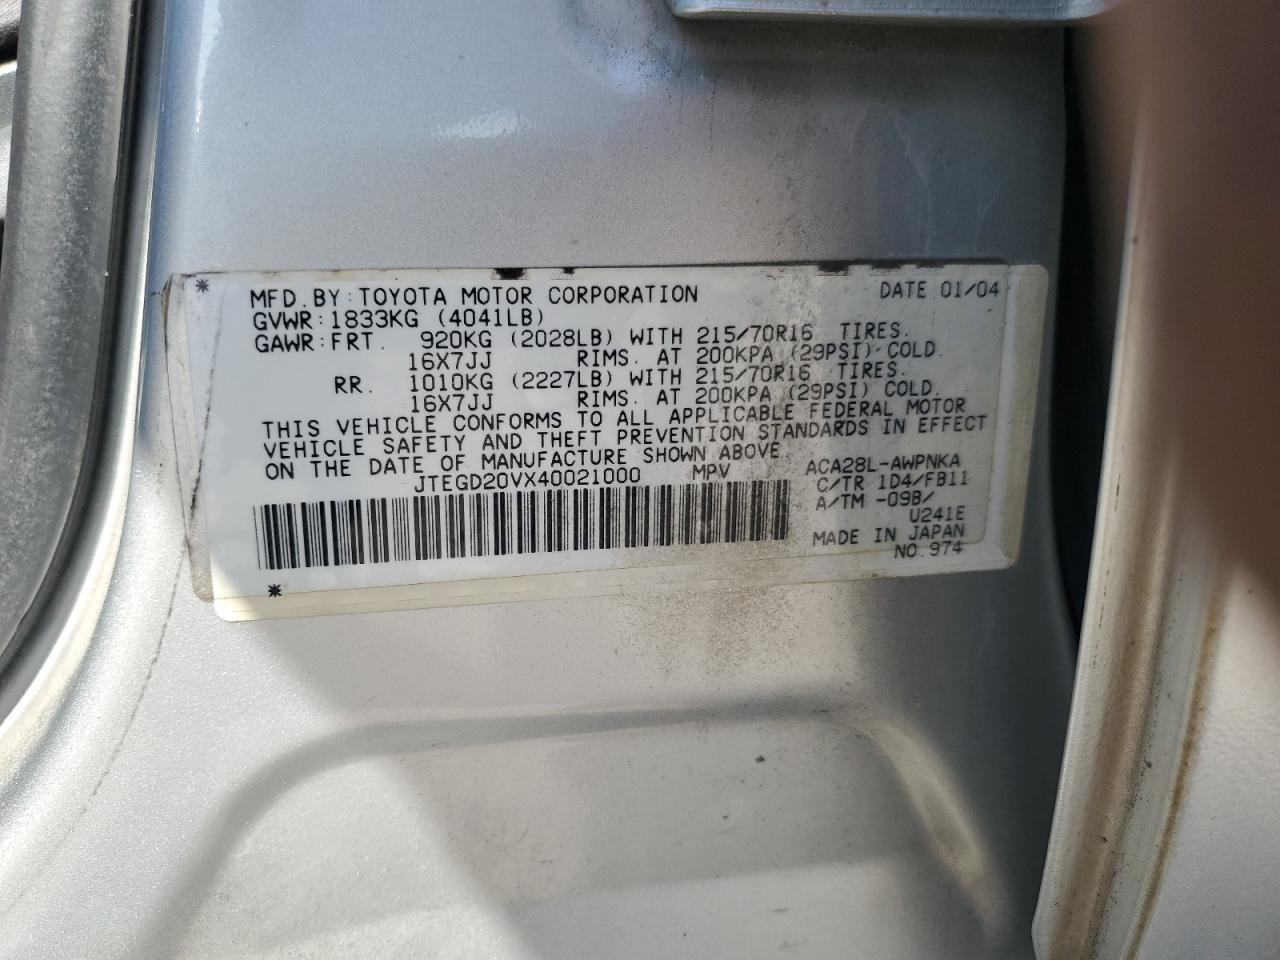 MFD. BY: TOYOTA MOTOR CORPORATION DATE 01/04
GVWR: 1833KG (4041LB)
GAWR: FRT. 920KG (2028LB) WITH 215/70R16 TIRES.
16X7JJ RIMS. AT 200KPA (29PSI) COLD.
RR. 1010KG (2227LB) WITH 215/70R16 TIRES.
16X7JJ RIMS. AT 200KPA (29PSI) COLD.
THIS VEHICLE CONFORMS TO ALL APPLICABLE FEDERAL MOTOR
VEHICLE SAFETY AND THEFT PREVENTION STANDARDS IN EFFECT
ON THE DATE OF MANUFACTURE SHOWN ABOVE.
JTEGD20VX40021000 MPV ACA28L-AWPNKA
C/TR 1D4/FB11
A/TM -09B/
U241E
MADE IN JAPAN
NO. 974